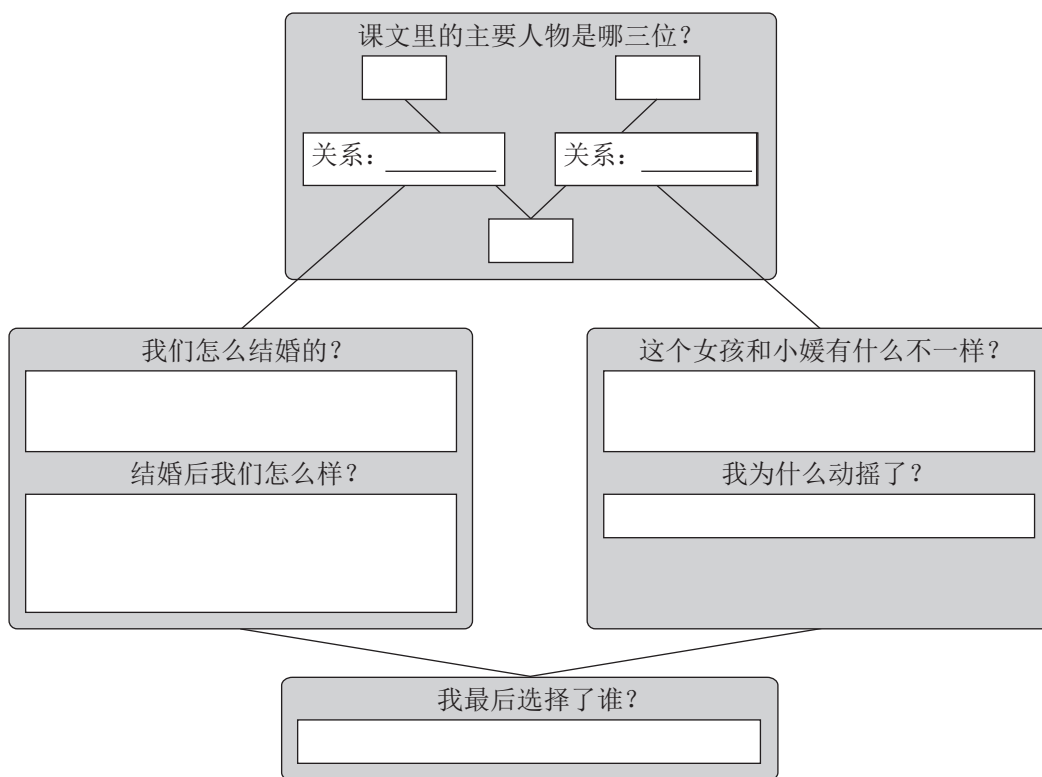 课文里的主要人物是哪三位？
关系：
关系：
我们怎么结婚的？
结婚后我们怎么样？
这个女孩和小媛有什么不一样？
我为什么动摇了？
我最后选择了谁？